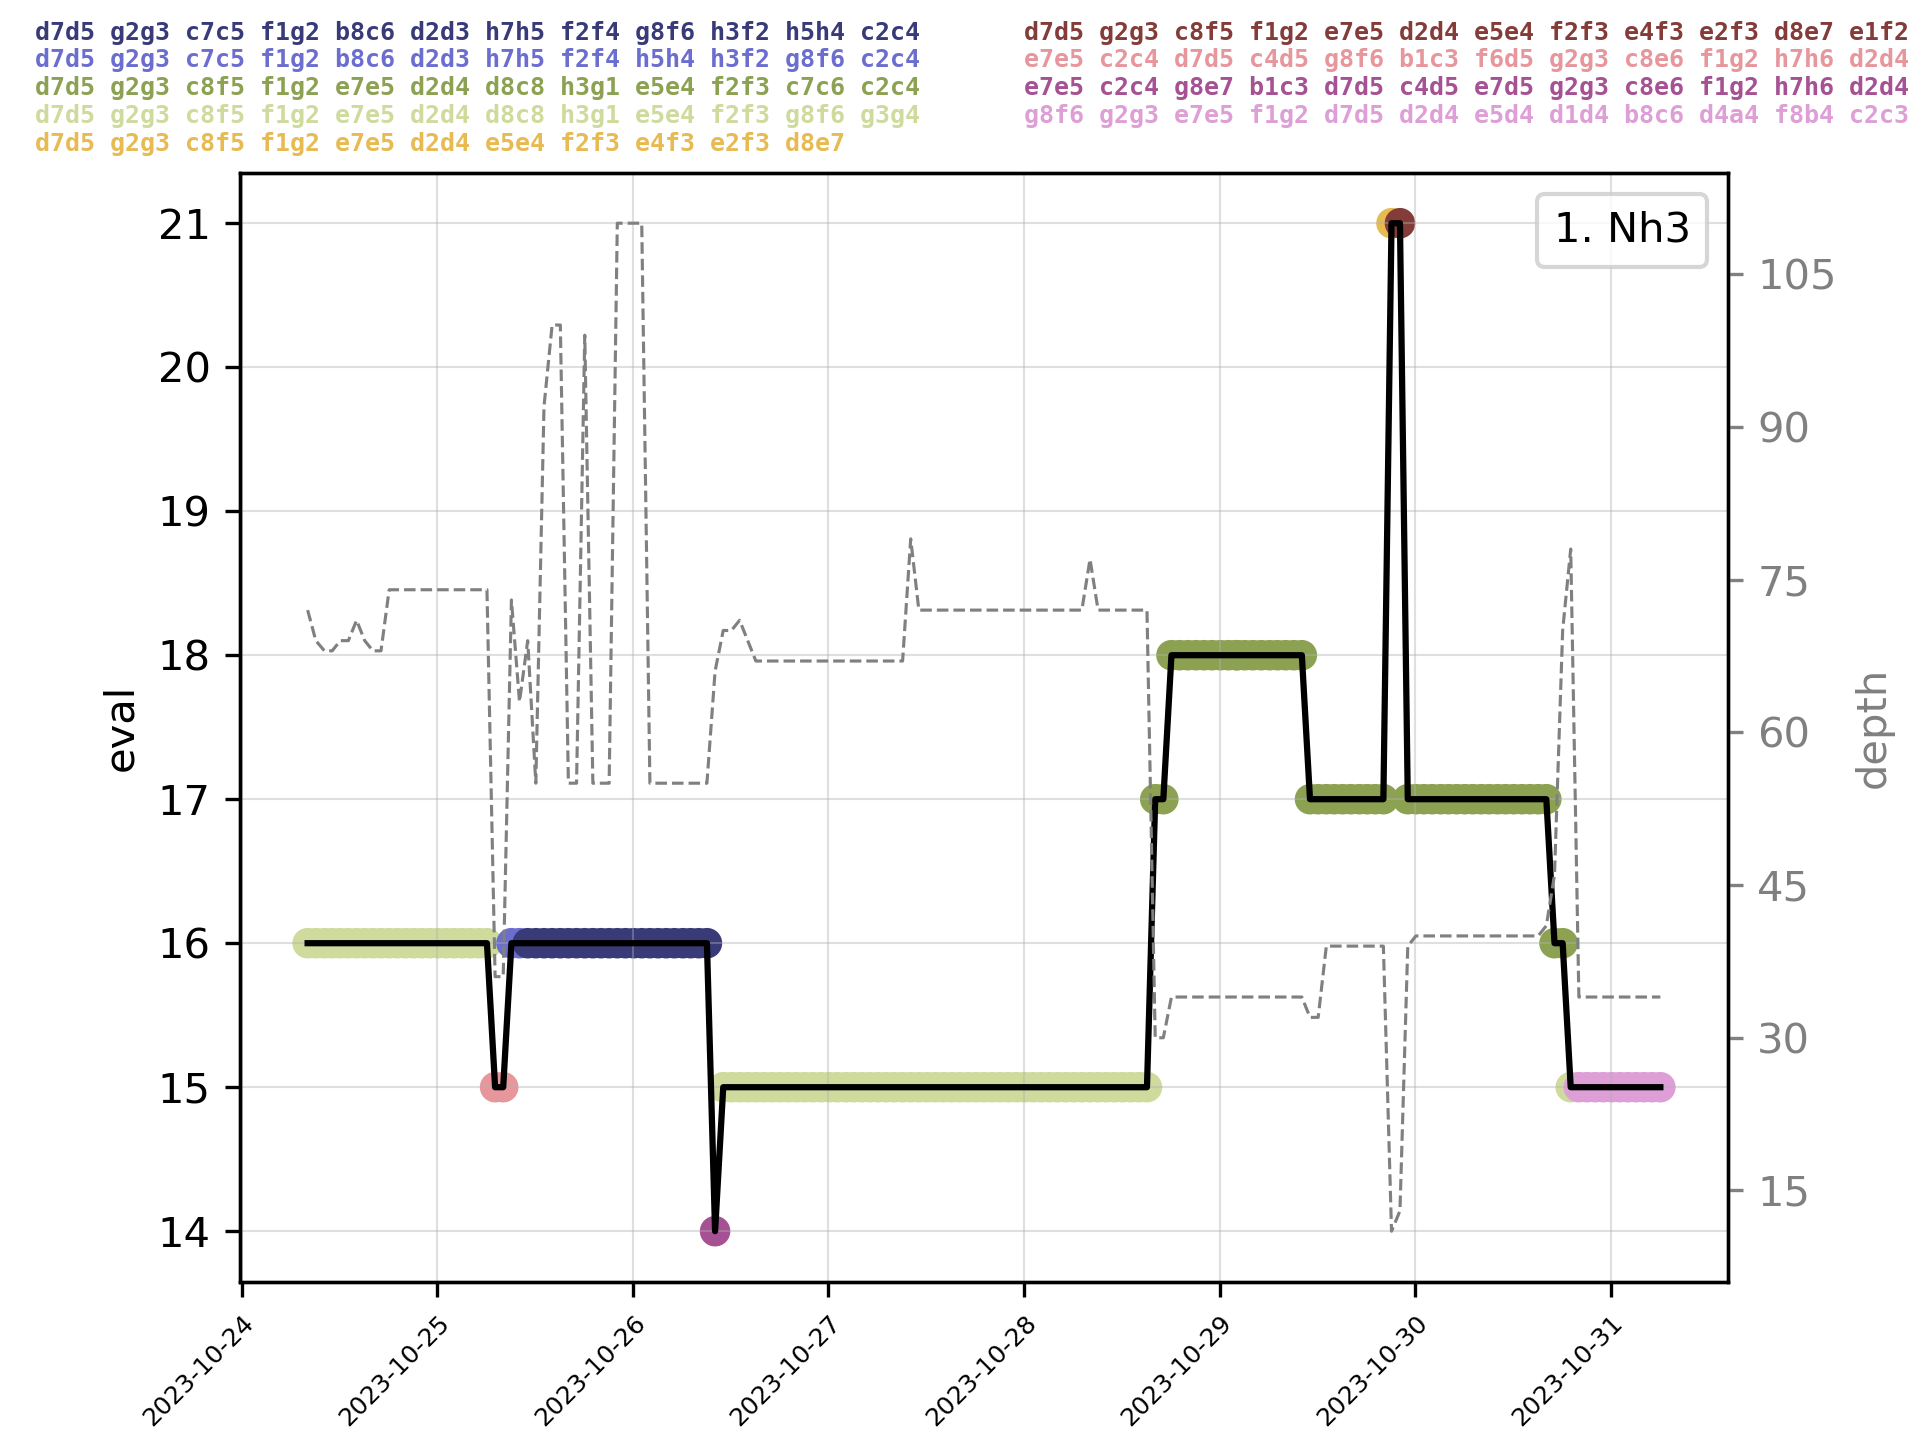 d7d5 g2g3 c7c5 f1g2 b8c6 d2d3 h7h5 f2f4 g8f6 h3f2 h5h4 c2c4
d7d5 g2g3 c7c5 f1g2 b8c6 d2d3 h7h5 f2f4 h5h4 h3f2 g8f6 c2c4
d7d5 g2g3 c8f5 f1g2 e7e5 d2d4 d8c8 h3g1 e5e4 f2f3 c7c6 c2c4
d7d5 g2g3 c8f5 f1g2 e7e5 d2d4 d8c8 h3g1 e5e4 f2f3 g8f6 g3g4
d7d5 g2g3 c8f5 f1g2 e7e5 d2d4 e5e4 f2f3 e4f3 e2f3 d8e7
d7d5 g2g3 c8f5 f1g2 e7e5 d2d4 e5e4 f2f3 e4f3 e2f3 d8e7 e1f2
e7e5 c2c4 d7d5 c4d5 g8f6 b1c3 f6d5 g2g3 c8e6 f1g2 h7h6 d2d4
e7e5 c2c4 g8e7 b1c3 d7d5 c4d5 e7d5 g2g3 c8e6 f1g2 h7h6 d2d4
g8f6 g2g3 e7e5 f1g2 d7d5 d2d4 e5d4 d1d4 b8c6 d4a4 f8b4 c2c3
1. Nh3
21
20
19
18
17
16
15
14
eval
105
90
75
60
45
30
15
depth
2023-10-24
2023-10-25
2023-10-26
2023-10-27
2023-10-28
2023-10-29
2023-10-30
2023-10-31